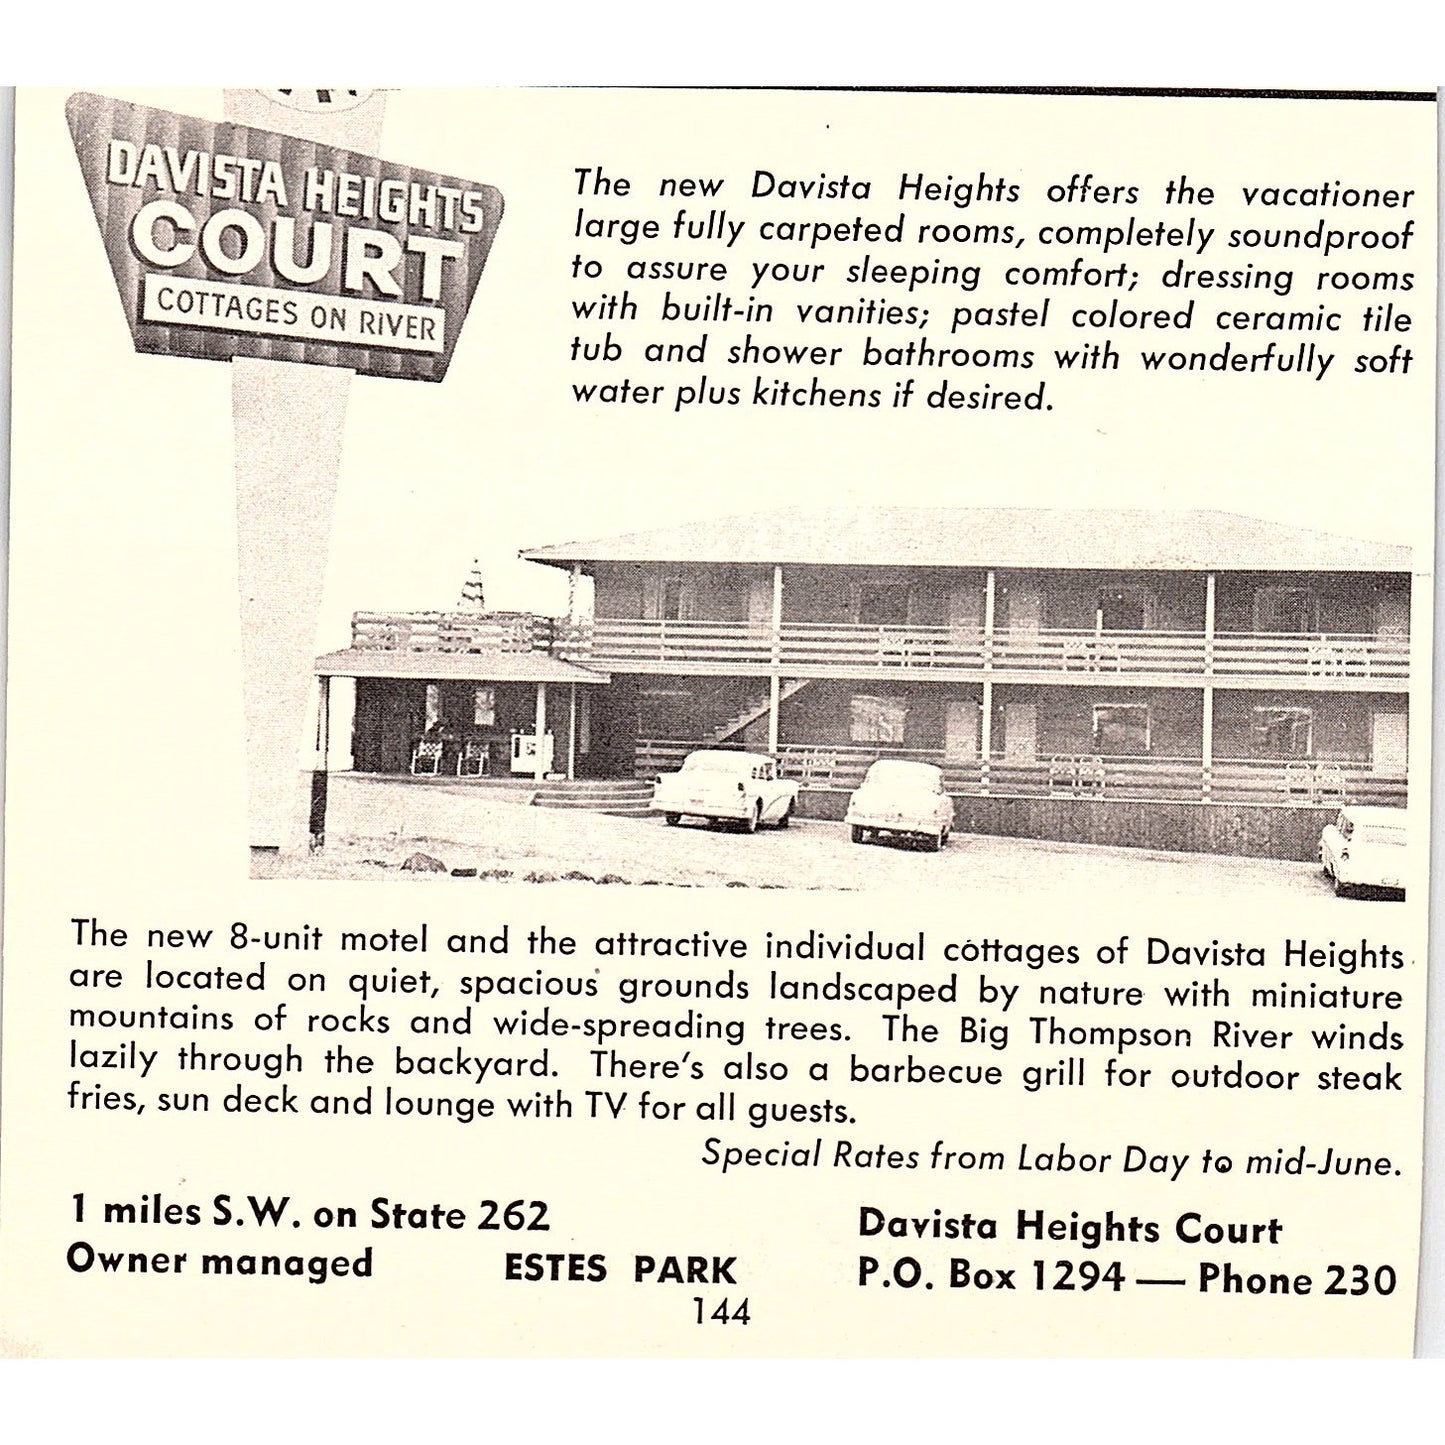 DAVISTA HEIGHTS
COURT
COTTAGES ON RIVER
The new Davista Heights offers the vacationer
large fully carpeted rooms, completely soundproof
to assure your sleeping comfort; dressing rooms
with built-in vanities; pastel colored ceramic tile
tub and shower bathrooms with wonderfully soft
water plus kitchens if desired.
The new 8-unit motel and the attractive individual cottages of Davista Heights
are located on quiet, spacious grounds landscaped by nature with miniature
mountains of rocks and wide-spreading trees. The Big Thompson River winds
lazily through the backyard. There's also a barbecue grill for outdoor steak
fries, sun deck and lounge with TV for all guests.
Special Rates from Labor Day to mid-June.
1 miles S.W. on State 262
Owner managed
ESTES PARK
Davista Heights Court
P.O. Box 1294 — Phone 230
144